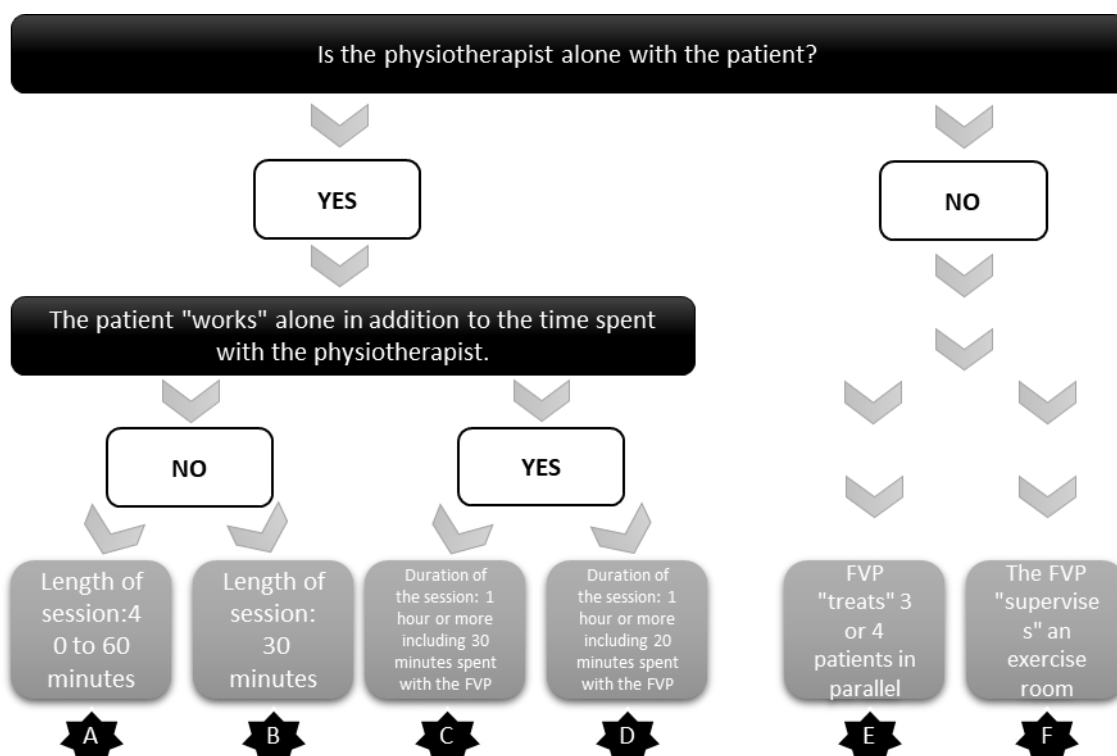 Is the physiotherapist alone with the patient?
YES
NO
The patient "works" alone in addition to the time spent
with the physiotherapist.
NO
YES
Length of
session:4
0 to 60
minutes
Length of
session:
30
minutes
Duration of
the session: 1
hour or more
including 30
minutes spent
with the FVP
Duration of
the session: 1
hour or more
including 20
minutes spent
with the FVP
FVP
"treats" 3
or 4
patients in
parallel
The FVP
"supervise
s" an
exercise
room
A
B
C
D
E
F